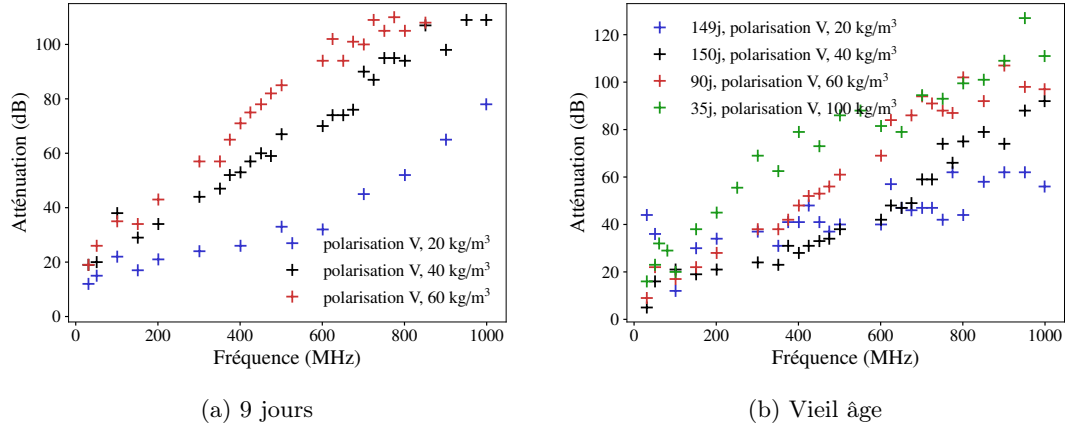 100
80
60
40
20
0
0
200
400
600
800
1000
Atténuation (dB)
Fréquence (MHz)
polarisation V, 20 kg/m³
polarisation V, 40 kg/m³
polarisation V, 60 kg/m³
(a) 9 jours
120
100
80
60
40
20
0
0
200
400
600
800
1000
Atténuation (dB)
Fréquence (MHz)
149j, polarisation V, 20 kg/m³
150j, polarisation V, 40 kg/m³
90j, polarisation V, 60 kg/m³
35j, polarisation V, 100 kg/m³
(b) Vieil âge